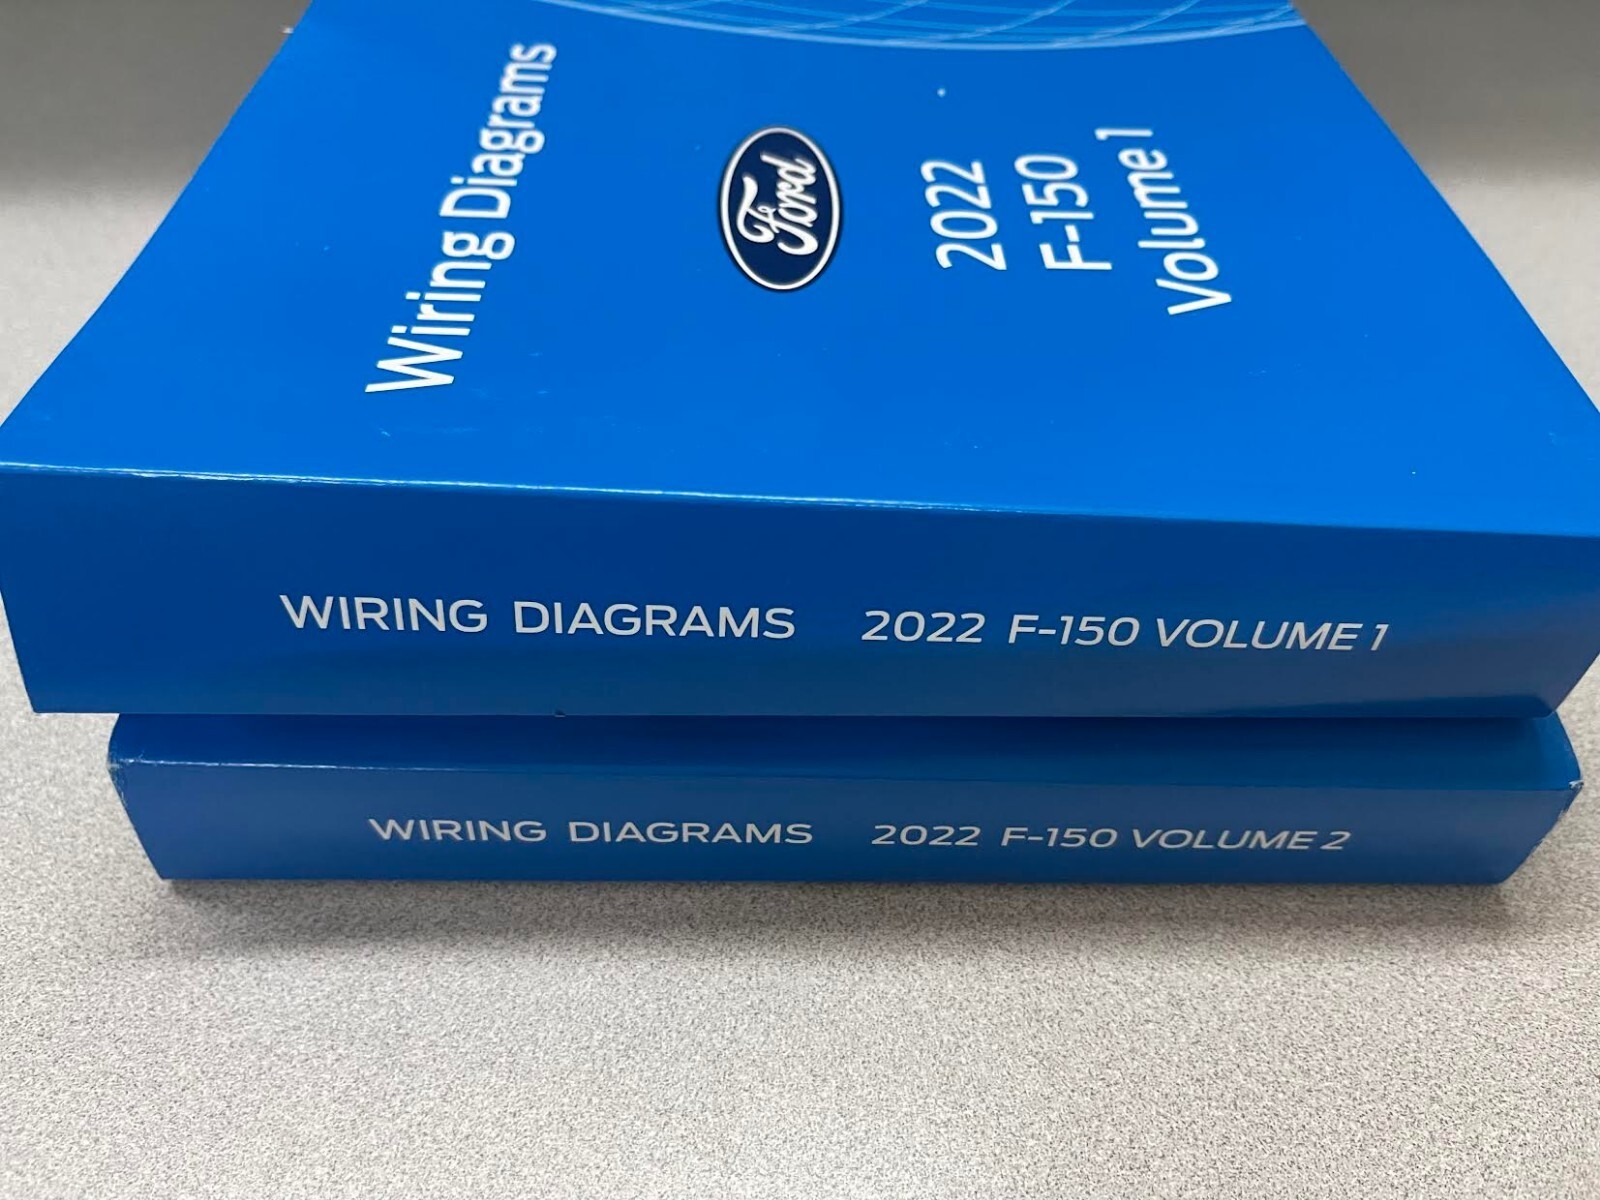 Wiring Diagrams
Ford
2022
F-150
Volume 1
WIRING DIAGRAMS 2022 F-150 VOLUME 1
WIRING DIAGRAMS 2022 F-150 VOLUME 2